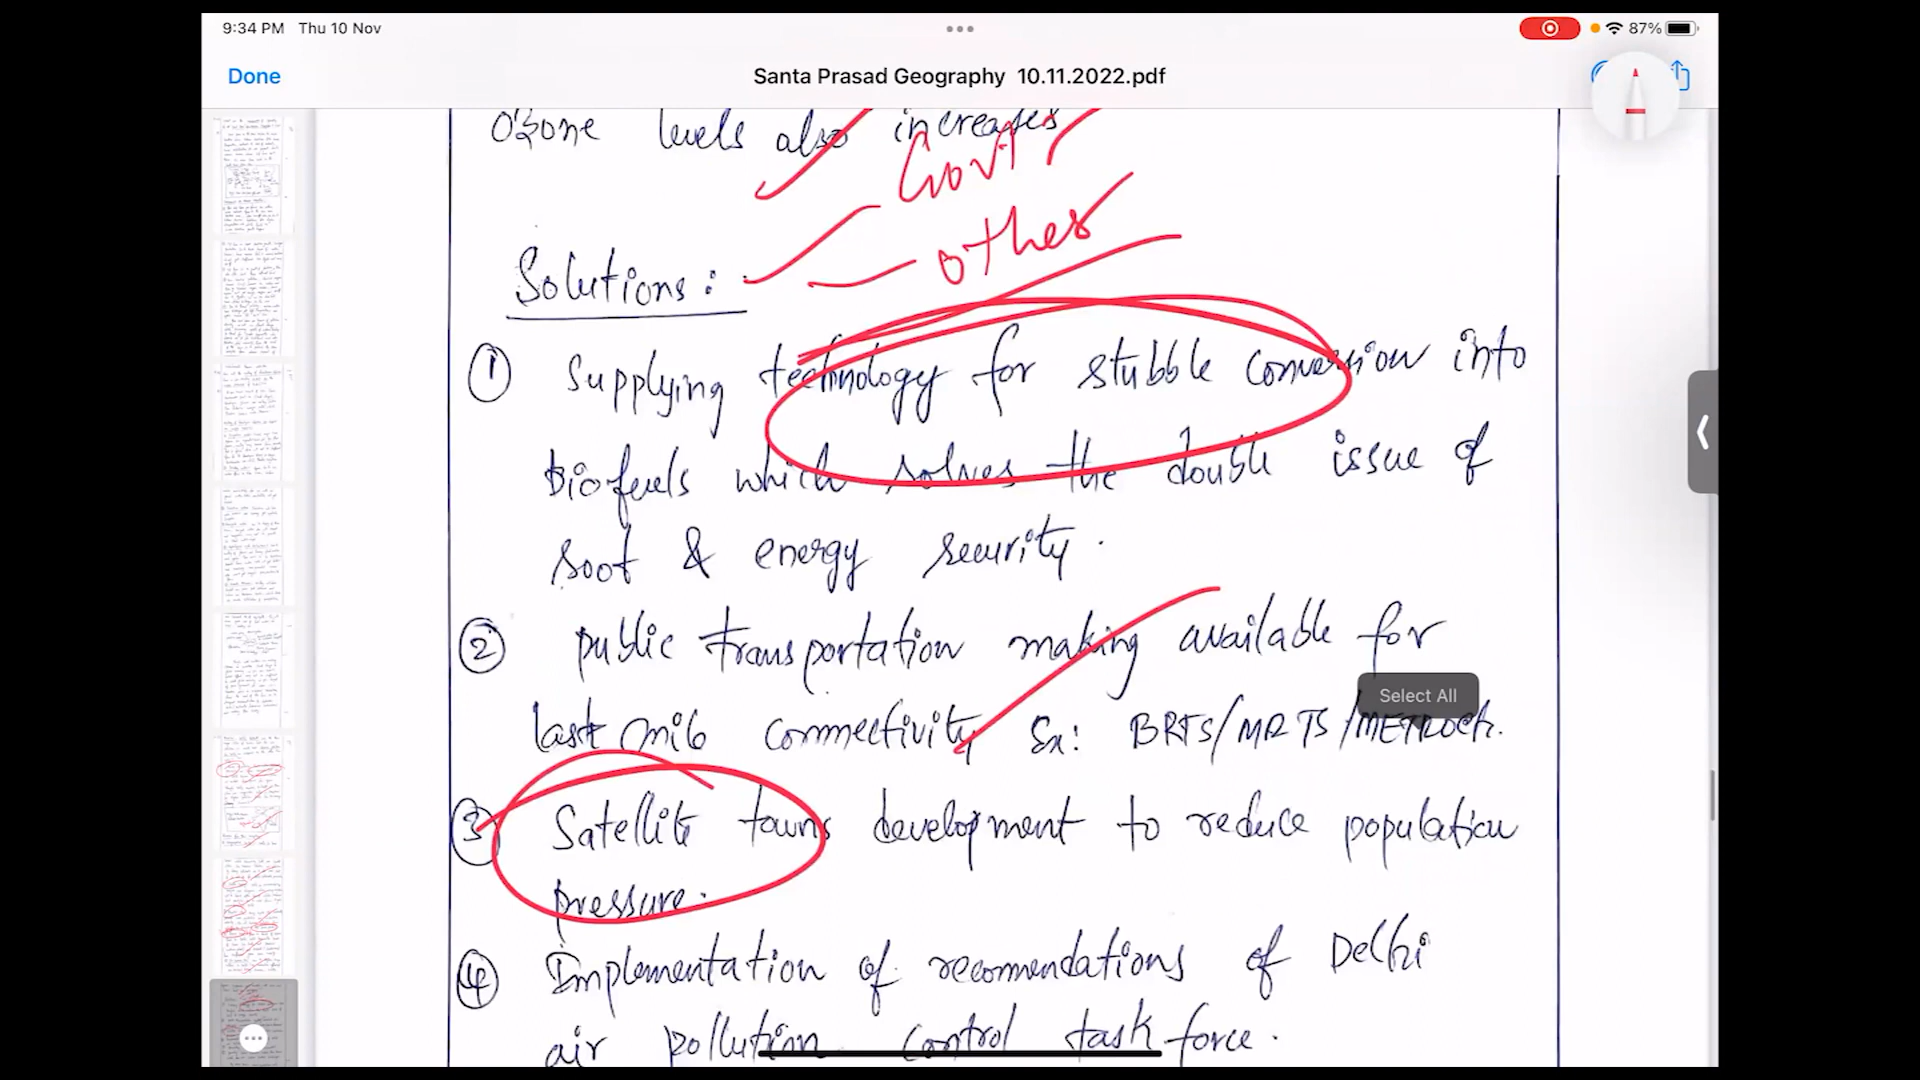 9:34 PM Thu 10 Nov
87%
Done
Santa Prasad Geography 10.11.2022.pdf
Ozone levels also increases
Govt
other
Solutions:
① Supplying technology for stubble conversion into
biofuels which solves the double issue of
soot & energy security.
② public transportation making available for
Select All
last mile connectivity Ex: BRTS/MRTS/METROetc.
③ Satellite towns development to reduce population
pressure.
④ Implementation of recomendations of Delhi
air pollution control task force.